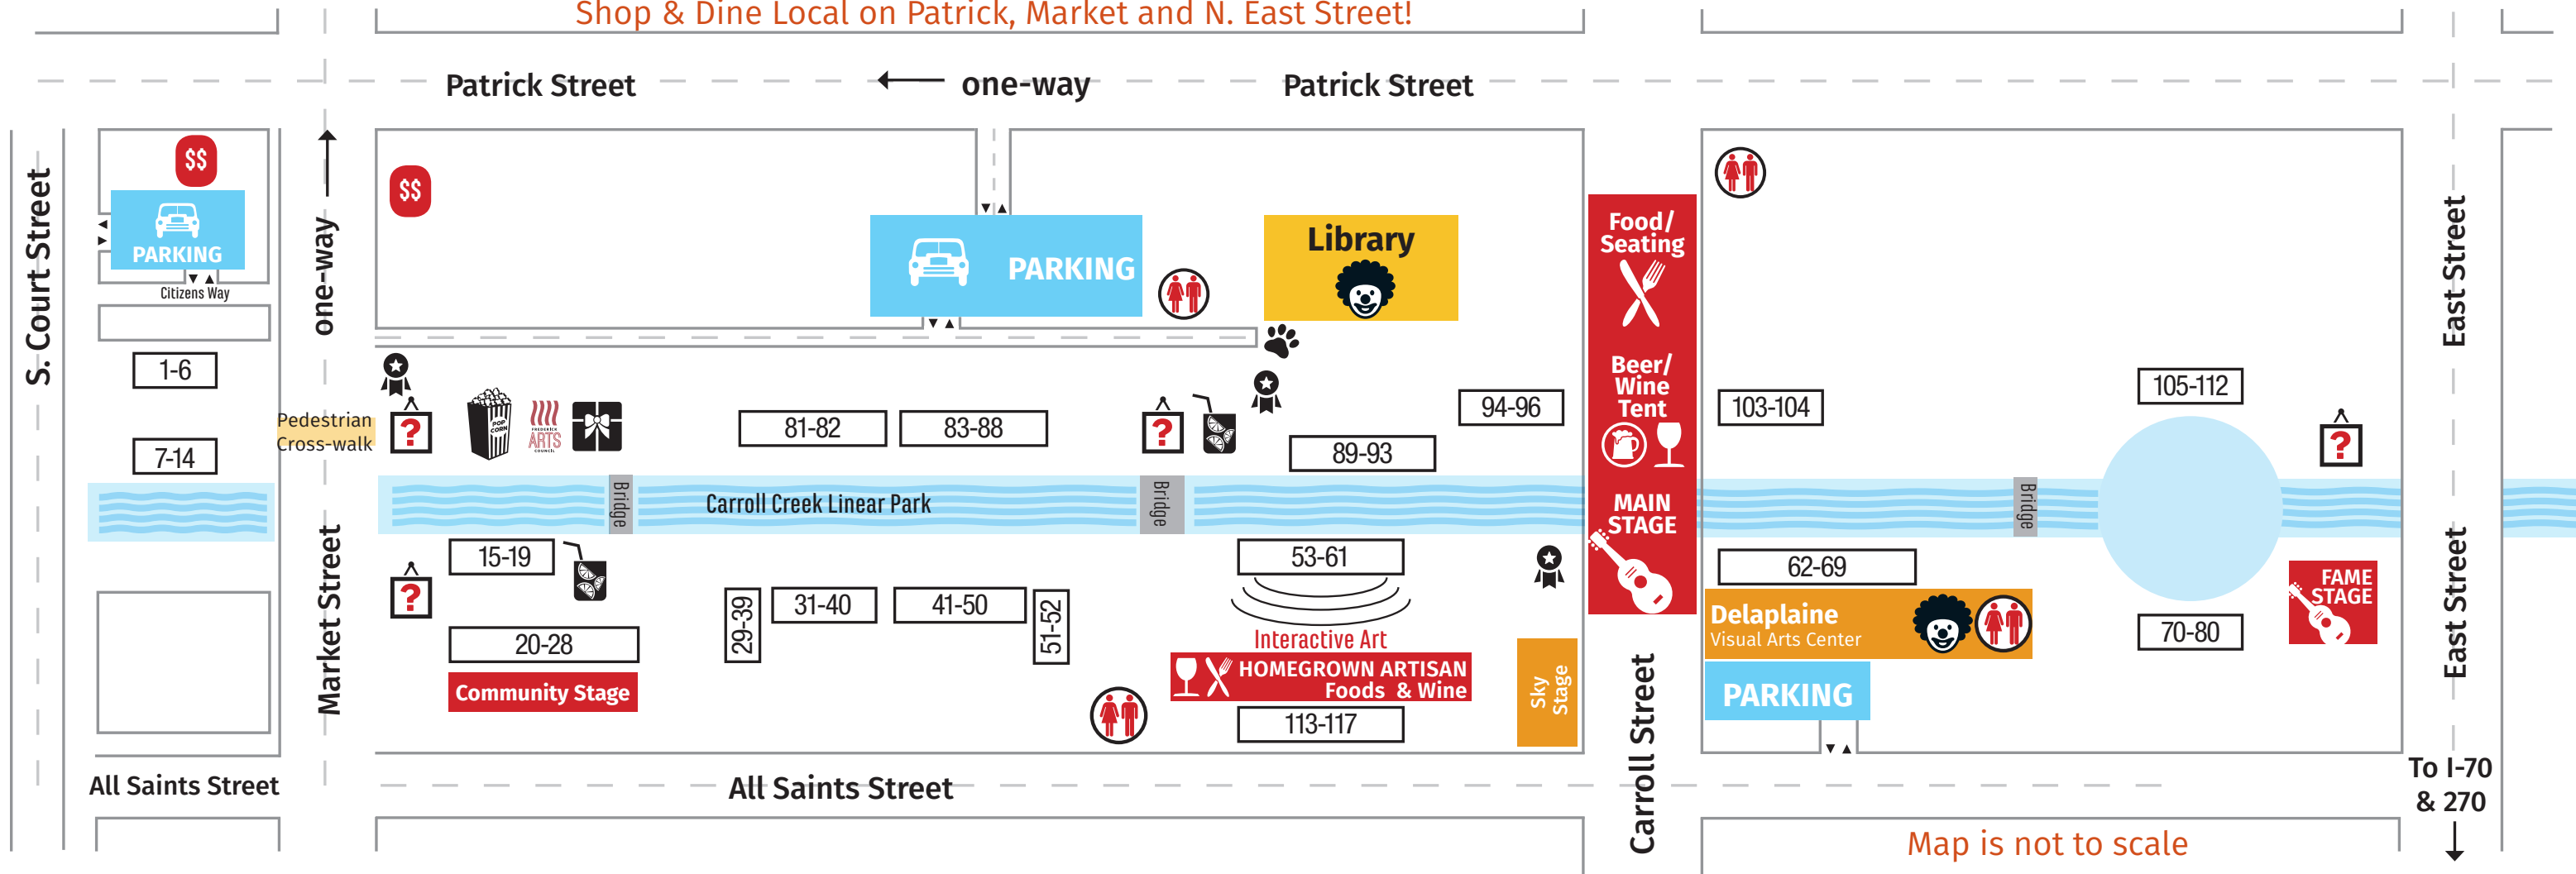 Shop & Dine Local on Patrick, Market and N. East Street!
Patrick Street
one-way
Patrick Street
S. Court Street
$$
PARKING
Citizens Way
1-6
7-14
one-way
Market Street
$$
PARKING
Library
Food/
Seating
Beer/
Wine
Tent
MAIN
STAGE
East Street
East Street
Pedestrian
Cross-walk
?
POP
CORN
FREDERICK
ARTS
COUNCIL
81-82
83-88
?
89-93
94-96
103-104
105-112
?
Bridge
Carroll Creek Linear Park
Bridge
Bridge
15-19
?
20-28
Community Stage
29-39
31-40
41-50
51-52
53-61
Interactive Art
HOMEGROWN ARTISAN
Foods & Wine
113-117
Sky
Stage
62-69
Delaplaine
Visual Arts Center
PARKING
70-80
FAME
STAGE
Carroll Street
All Saints Street
All Saints Street
To I-70
& 270
Map is not to scale